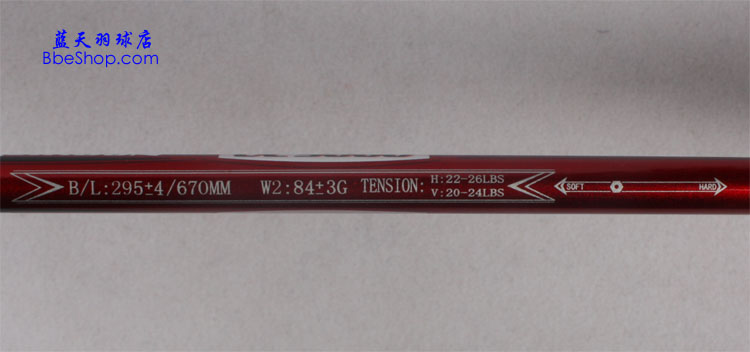 蓝天羽球店
BbeShop.com
B/L:295±4/670MM W2:84±3G TENSION: H:22-26LBS
V:20-24LBS
SOFT HARD